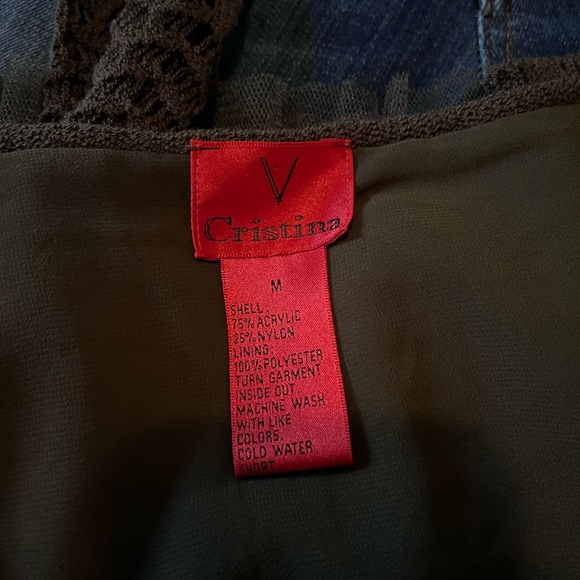 V
Cristina
M
SHELL:
75% ACRYLIC
25% NYLON
LINING:
100% POLYESTER
TURN GARMENT
INSIDE OUT
MACHINE WASH
WITH LIKE
COLORS
COLD WATER
SHORT